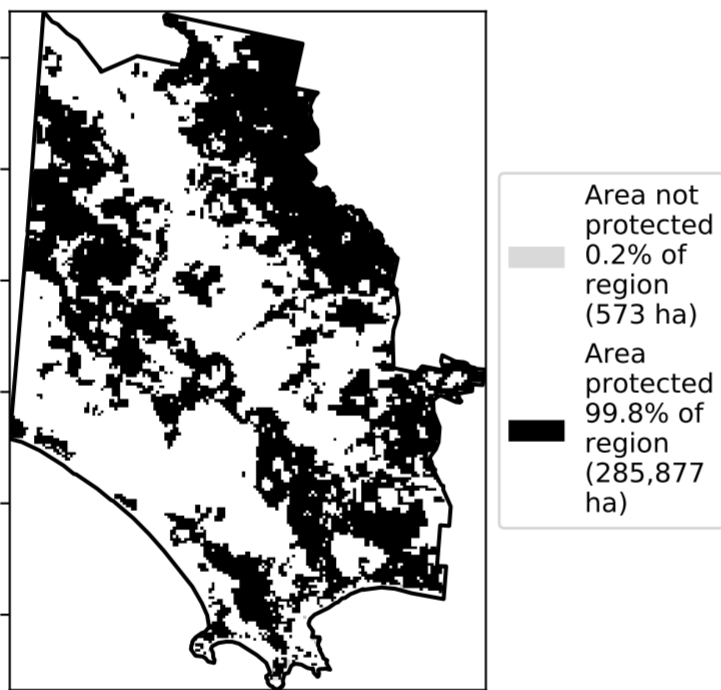 Area not
protected
0.2% of
region
(573 ha)
Area
protected
99.8% of
region
(285,877
ha)